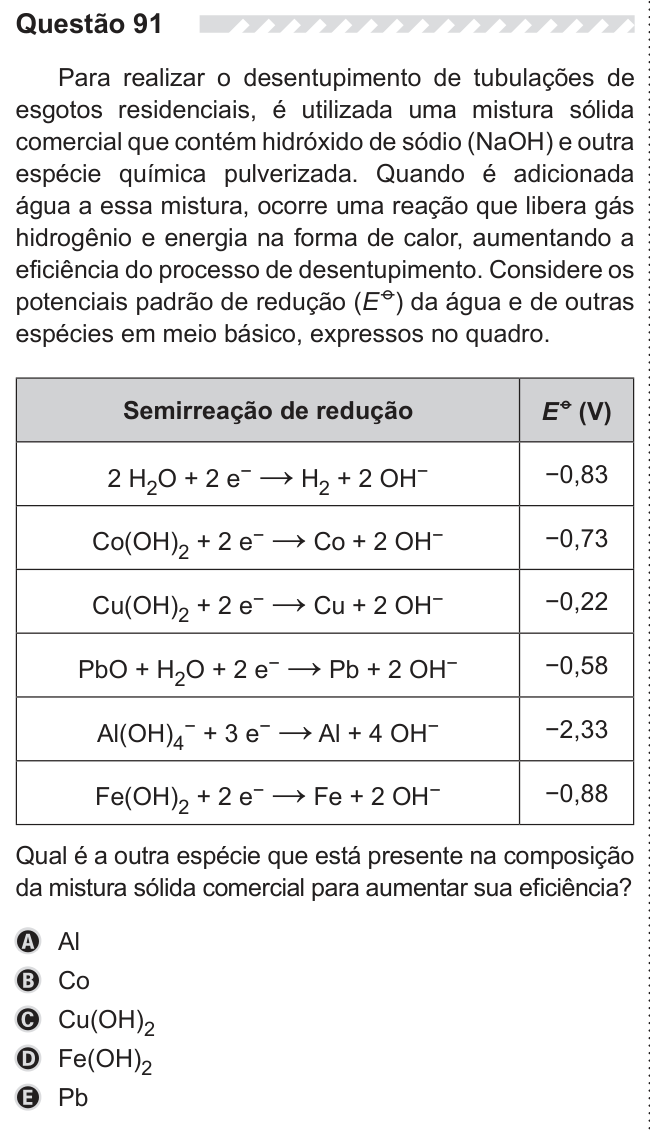 Questão 91
Para realizar o desentupimento de tubulações de
esgotos residenciais, é utilizada uma mistura sólida
comercial que contém hidróxido de sódio (NaOH) e outra
espécie química pulverizada. Quando é adicionada
água a essa mistura, ocorre uma reação que libera gás
hidrogênio e energia na forma de calor, aumentando a
eficiência do processo de desentupimento. Considere os
potenciais padrão de redução (E⦵) da água e de outras
espécies em meio básico, expressos no quadro.
Semirreação de redução E⦵ (V)
2 H₂O + 2 e⁻ ⟶ H₂ + 2 OH⁻ −0,83
Co(OH)₂ + 2 e⁻ ⟶ Co + 2 OH⁻ −0,73
Cu(OH)₂ + 2 e⁻ ⟶ Cu + 2 OH⁻ −0,22
PbO + H₂O + 2 e⁻ ⟶ Pb + 2 OH⁻ −0,58
Al(OH)₄⁻ + 3 e⁻ ⟶ Al + 4 OH⁻ −2,33
Fe(OH)₂ + 2 e⁻ ⟶ Fe + 2 OH⁻ −0,88
Qual é a outra espécie que está presente na composição
da mistura sólida comercial para aumentar sua eficiência?
A Al
B Co
C Cu(OH)₂
D Fe(OH)₂
E Pb